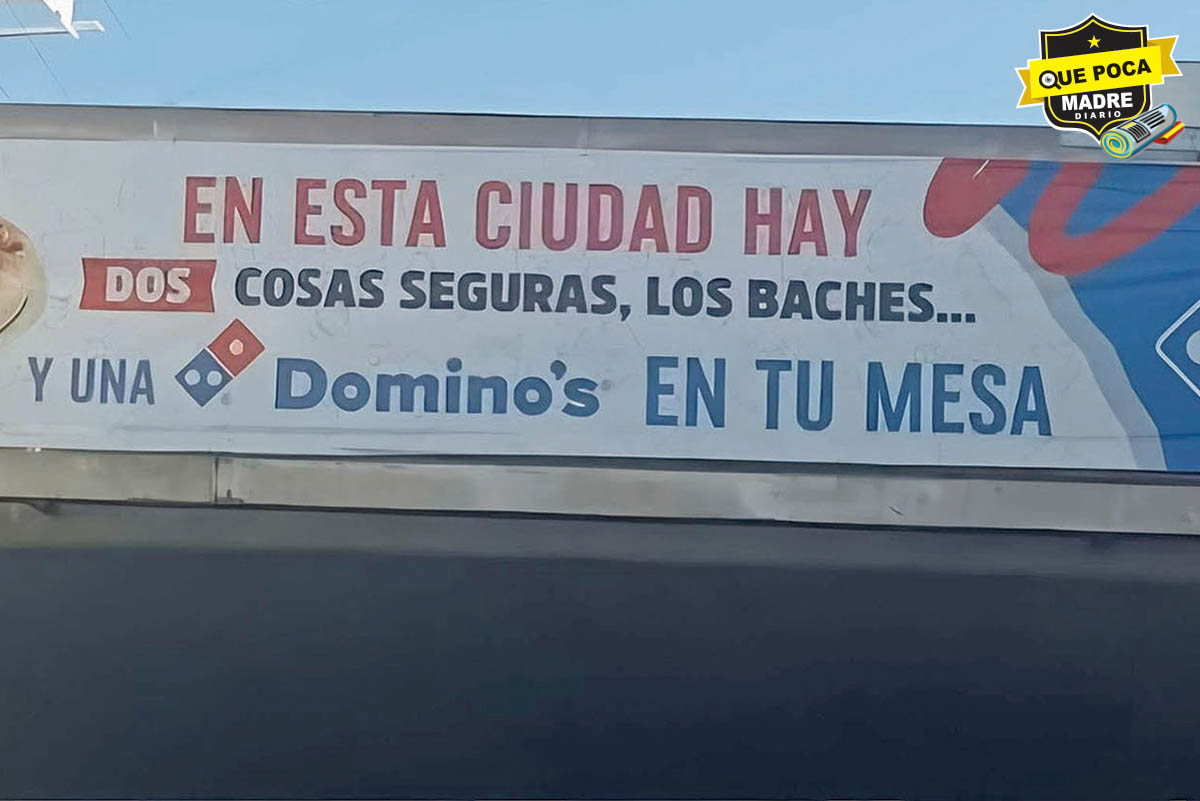 QUE POCA
MADRE
DIARIO
EN ESTA CIUDAD HAY
DOS COSAS SEGURAS, LOS BACHES...
Y UNA Domino's EN TU MESA